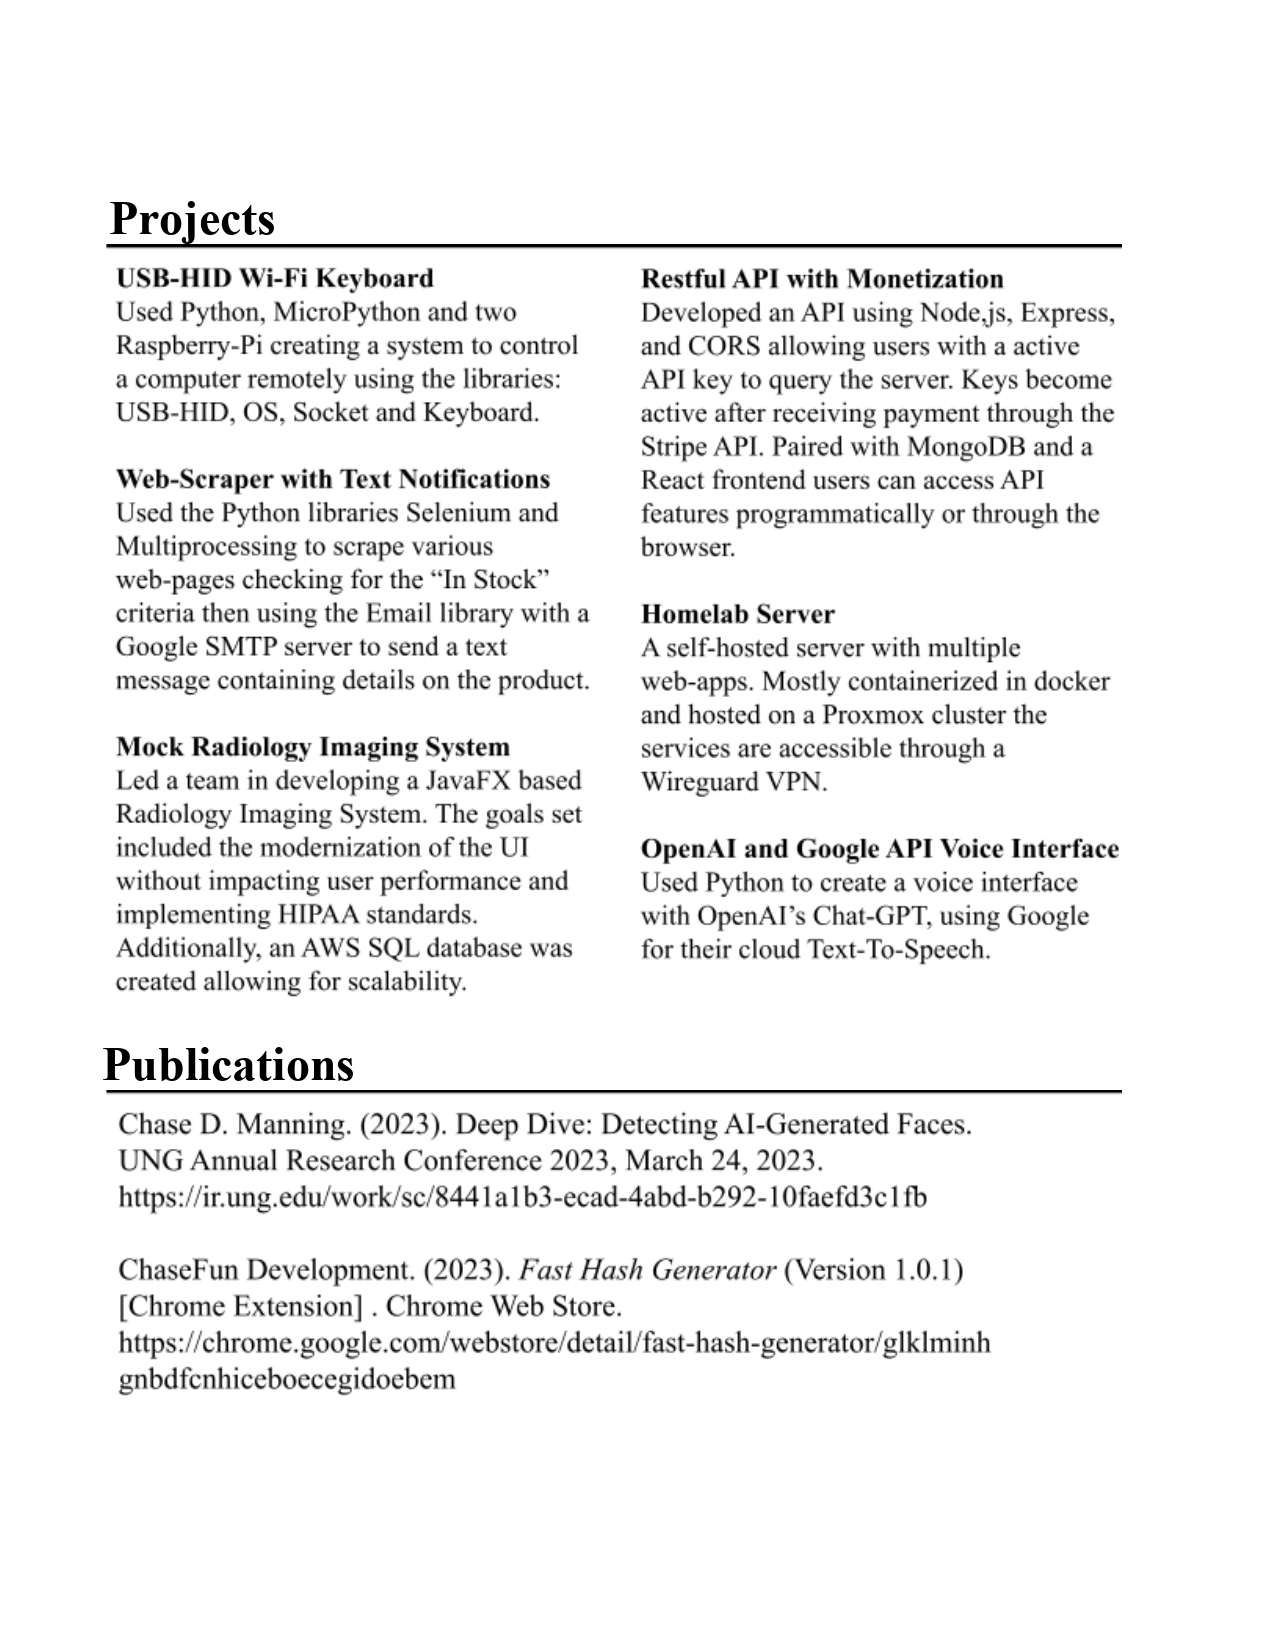 Projects
USB-HID Wi-Fi Keyboard
Used Python, MicroPython and two
Raspberry-Pi creating a system to control
a computer remotely using the libraries:
USB-HID, OS, Socket and Keyboard.
Web-Scraper with Text Notifications
Used the Python libraries Selenium and
Multiprocessing to scrape various
web-pages checking for the “In Stock”
criteria then using the Email library with a
Google SMTP server to send a text
message containing details on the product.
Mock Radiology Imaging System
Led a team in developing a JavaFX based
Radiology Imaging System. The goals set
included the modernization of the UI
without impacting user performance and
implementing HIPAA standards.
Additionally, an AWS SQL database was
created allowing for scalability.
Restful API with Monetization
Developed an API using Node,js, Express,
and CORS allowing users with a active
API key to query the server. Keys become
active after receiving payment through the
Stripe API. Paired with MongoDB and a
React frontend users can access API
features programmatically or through the
browser.
Homelab Server
A self-hosted server with multiple
web-apps. Mostly containerized in docker
and hosted on a Proxmox cluster the
services are accessible through a
Wireguard VPN.
OpenAI and Google API Voice Interface
Used Python to create a voice interface
with OpenAI’s Chat-GPT, using Google
for their cloud Text-To-Speech.
Publications
Chase D. Manning. (2023). Deep Dive: Detecting AI-Generated Faces.
UNG Annual Research Conference 2023, March 24, 2023.
https://ir.ung.edu/work/sc/8441a1b3-ecad-4abd-b292-10faefd3c1fb
ChaseFun Development. (2023). Fast Hash Generator (Version 1.0.1)
[Chrome Extension] . Chrome Web Store.
https://chrome.google.com/webstore/detail/fast-hash-generator/glklminh
gnbdfcnhiceboecegidoebem